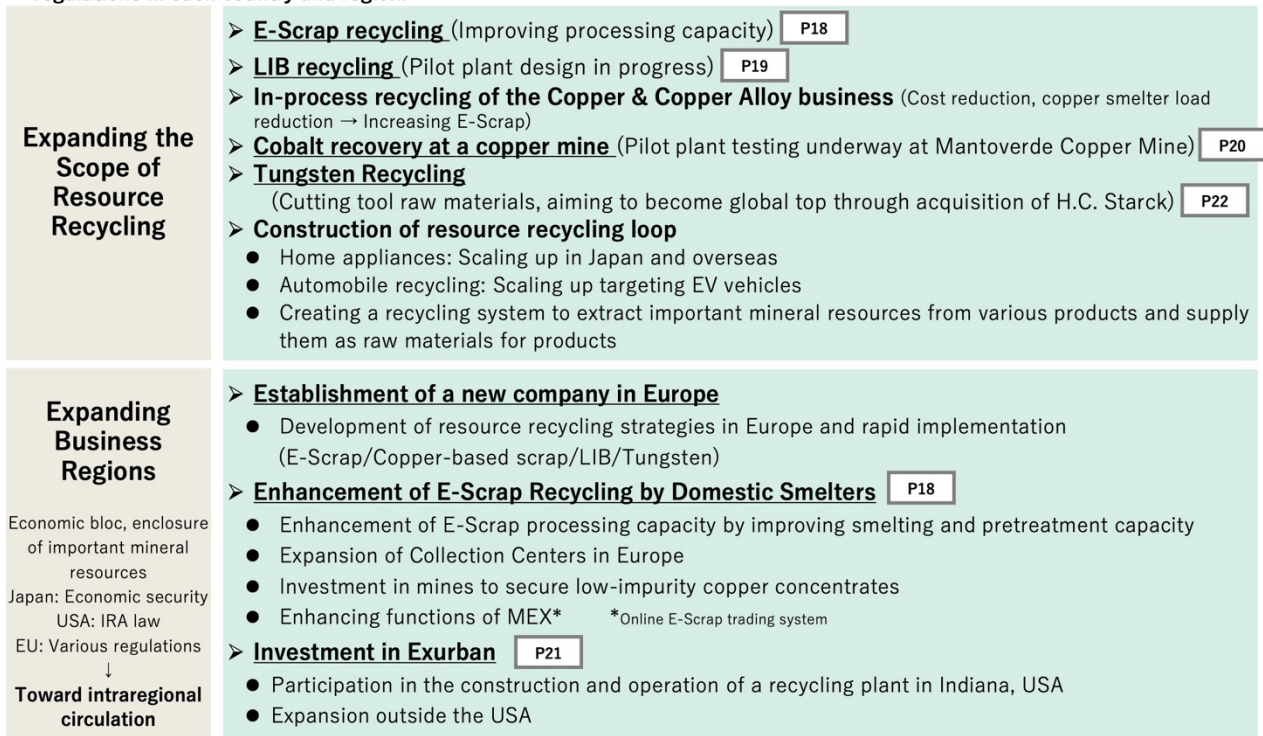 Expanding the
Scope of
Resource
Recycling
➢ E-Scrap recycling (Improving processing capacity) P18
➢ LIB recycling (Pilot plant design in progress) P19
➢ In-process recycling of the Copper & Copper Alloy business (Cost reduction, copper smelter load
reduction → Increasing E-Scrap)
➢ Cobalt recovery at a copper mine (Pilot plant testing underway at Mantoverde Copper Mine) P20
➢ Tungsten Recycling
(Cutting tool raw materials, aiming to become global top through acquisition of H.C. Starck) P22
➢ Construction of resource recycling loop
● Home appliances: Scaling up in Japan and overseas
● Automobile recycling: Scaling up targeting EV vehicles
● Creating a recycling system to extract important mineral resources from various products and supply
them as raw materials for products
Expanding
Business
Regions
Economic bloc, enclosure
of important mineral
resources
Japan: Economic security
USA: IRA law
EU: Various regulations
↓
Toward intraregional
circulation
➢ Establishment of a new company in Europe
● Development of resource recycling strategies in Europe and rapid implementation
(E-Scrap/Copper-based scrap/LIB/Tungsten)
➢ Enhancement of E-Scrap Recycling by Domestic Smelters P18
● Enhancement of E-Scrap processing capacity by improving smelting and pretreatment capacity
● Expansion of Collection Centers in Europe
● Investment in mines to secure low-impurity copper concentrates
● Enhancing functions of MEX* *Online E-Scrap trading system
➢ Investment in Exurban P21
● Participation in the construction and operation of a recycling plant in Indiana, USA
● Expansion outside the USA